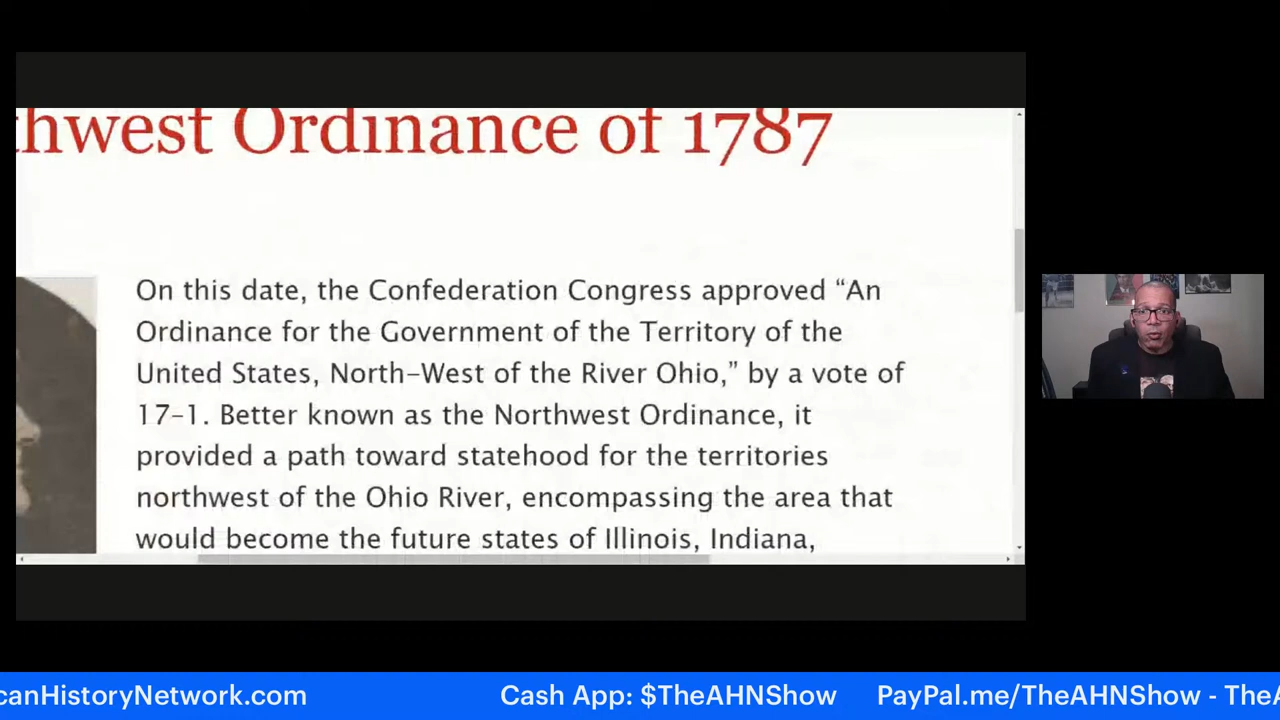 thwest Ordinance of 1787
On this date, the Confederation Congress approved “An
Ordinance for the Government of the Territory of the
United States, North-West of the River Ohio,” by a vote of
17-1. Better known as the Northwest Ordinance, it
provided a path toward statehood for the territories
northwest of the Ohio River, encompassing the area that
would become the future states of Illinois, Indiana,
canHistoryNetwork.com Cash App: $TheAHNShow PayPal.me/TheAHNShow - TheA